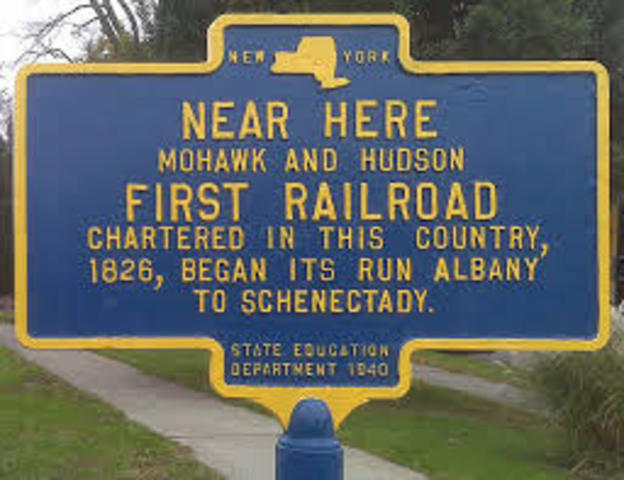 NEW YORK
NEAR HERE
MOHAWK AND HUDSON
FIRST RAILROAD
CHARTERED IN THIS COUNTRY,
1826, BEGAN ITS RUN ALBANY
TO SCHENECTADY.
STATE EDUCATION
DEPARTMENT 1940